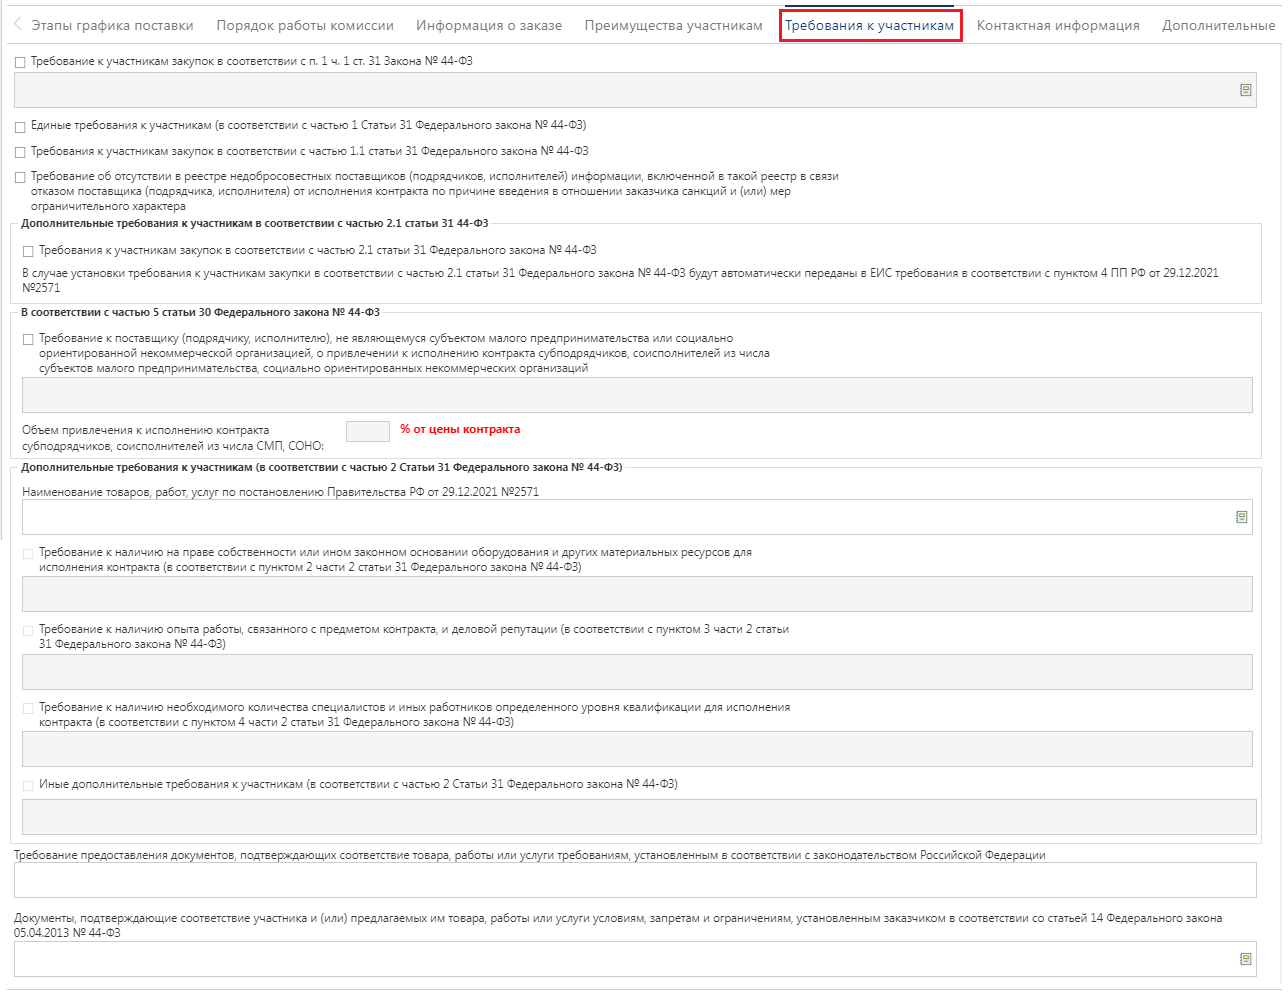 Этапы графика поставки Порядок работы комиссии Информация о заказе Преимущества участникам Требования к участникам Контактная информация Дополнительные
Требование к участникам закупок в соответствии с п. 1 ч. 1 ст. 31 Закона № 44-ФЗ
Единые требования к участникам (в соответствии с частью 1 Статьи 31 Федерального закона № 44-ФЗ)
Требования к участникам закупок в соответствии с частью 1.1 статьи 31 Федерального закона № 44-ФЗ
Требование об отсутствии в реестре недобросовестных поставщиков (подрядчиков, исполнителей) информации, включенной в такой реестр в связи
отказом поставщика (подрядчика, исполнителя) от исполнения контракта по причине введения в отношении заказчика санкций и (или) мер
ограничительного характера
Дополнительные требования к участникам в соответствии с частью 2.1 статьи 31 44-ФЗ
Требования к участникам закупок в соответствии с частью 2.1 статьи 31 Федерального закона № 44-ФЗ
В случае установки требования к участникам закупки в соответствии с частью 2.1 статьи 31 Федерального закона № 44-ФЗ будут автоматически переданы в ЕИС требования в соответствии с пунктом 4 ПП РФ от 29.12.2021
№2571
В соответствии с частью 5 статьи 30 Федерального закона № 44-ФЗ
Требование к поставщику (подрядчику, исполнителю), не являющемуся субъектом малого предпринимательства или социально
ориентированной некоммерческой организацией, о привлечении к исполнению контракта субподрядчиков, соисполнителей из числа
субъектов малого предпринимательства, социально ориентированных некоммерческих организаций
Объем привлечения к исполнению контракта
субподрядчиков, соисполнителей из числа СМП, СОНО:
% от цены контракта
Дополнительные требования к участникам (в соответствии с частью 2 Статьи 31 Федерального закона № 44-ФЗ)
Наименование товаров, работ, услуг по постановлению Правительства РФ от 29.12.2021 №2571
Требование к наличию на праве собственности или ином законном основании оборудования и других материальных ресурсов для
исполнения контракта (в соответствии с пунктом 2 части 2 статьи 31 Федерального закона № 44-ФЗ)
Требование к наличию опыта работы, связанного с предметом контракта, и деловой репутации (в соответствии с пунктом 3 части 2 статьи
31 Федерального закона № 44-ФЗ)
Требование к наличию необходимого количества специалистов и иных работников определенного уровня квалификации для исполнения
контракта (в соответствии с пунктом 4 части 2 статьи 31 Федерального закона № 44-ФЗ)
Иные дополнительные требования к участникам (в соответствии с частью 2 Статьи 31 Федерального закона № 44-ФЗ)
Требование предоставления документов, подтверждающих соответствие товара, работы или услуги требованиям, установленным в соответствии с законодательством Российской Федерации
Документы, подтверждающие соответствие участника и (или) предлагаемых им товара, работы или услуги условиям, запретам и ограничениям, установленным заказчиком в соответствии со статьей 14 Федерального закона
05.04.2013 № 44-ФЗ